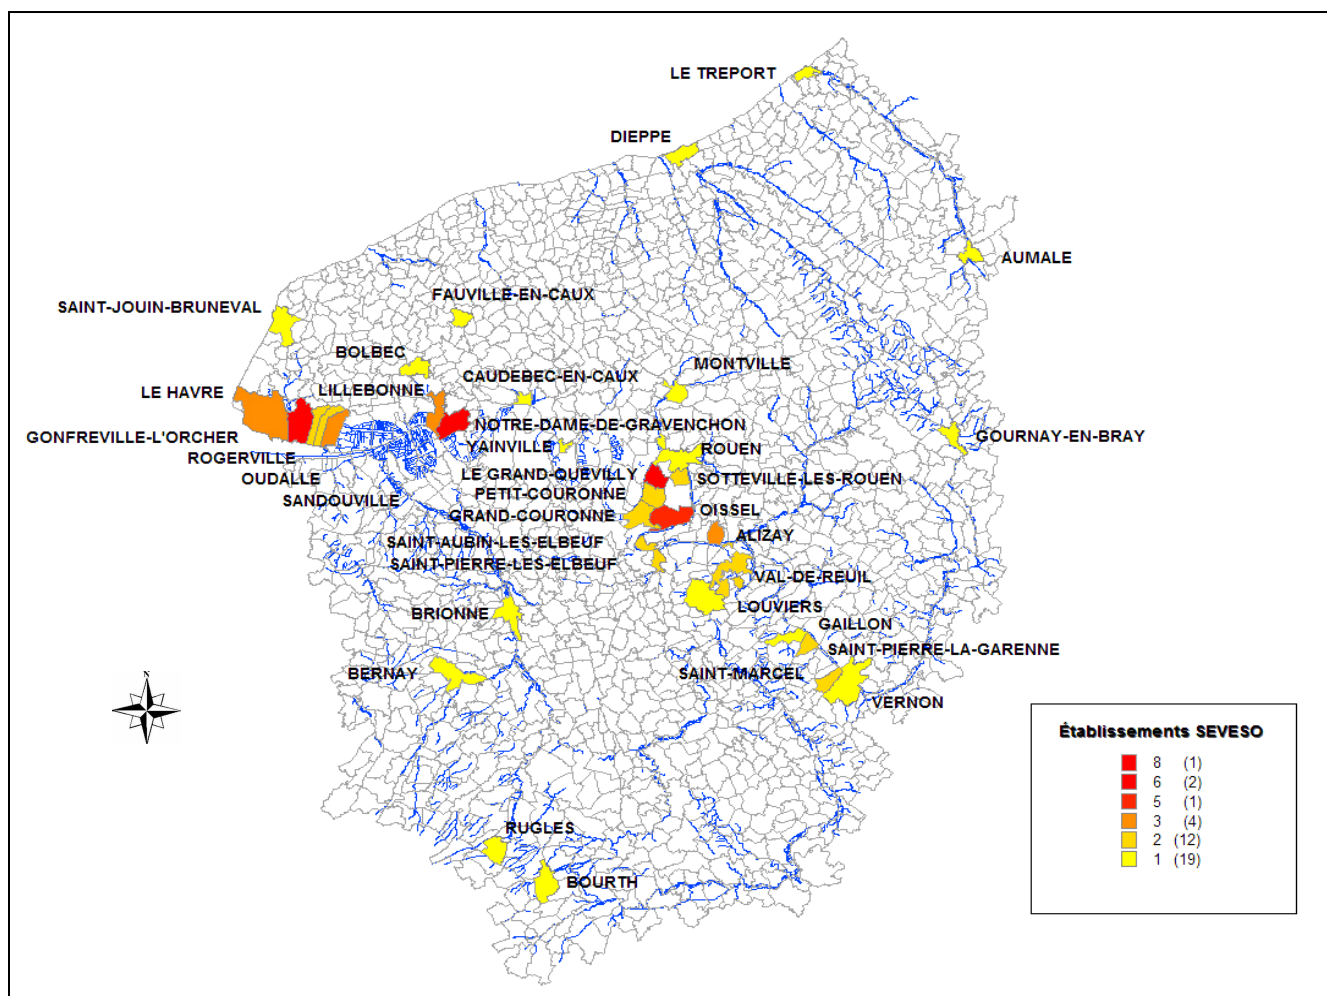 LE TREPORT
DIEPPE
AUMALE
FAUVILLE-EN-CAUX
SAINT-JOUIN-BRUNEVAL
BOLBEC
MONTVILLE
CAUDEBEC-EN-CAUX
LE HAVRE
LILLEBONNE
NOTRE-DAME-DE-GRAVENCHON
GONFREVILLE-L'ORCHER
GOURNAY-EN-BRAY
YAINVILLE
ROUEN
ROGERVILLE
LE GRAND-QUEVILLY
SOTTEVILLE-LES-ROUEN
OUDALLE
PETIT-COURONNE
SANDOUVILLE
OISSEL
GRAND-COURONNE
ALIZAY
SAINT-AUBIN-LES-ELBEUF
SAINT-PIERRE-LES-ELBEUF
VAL-DE-REUIL
LOUVIERS
BRIONNE
GAILLON
SAINT-PIERRE-LA-GARENNE
BERNAY
SAINT-MARCEL
VERNON
N
Établissements SEVESO
8 (1)
6 (2)
5 (1)
3 (4)
2 (12)
1 (19)
RUGLES
BOURTH